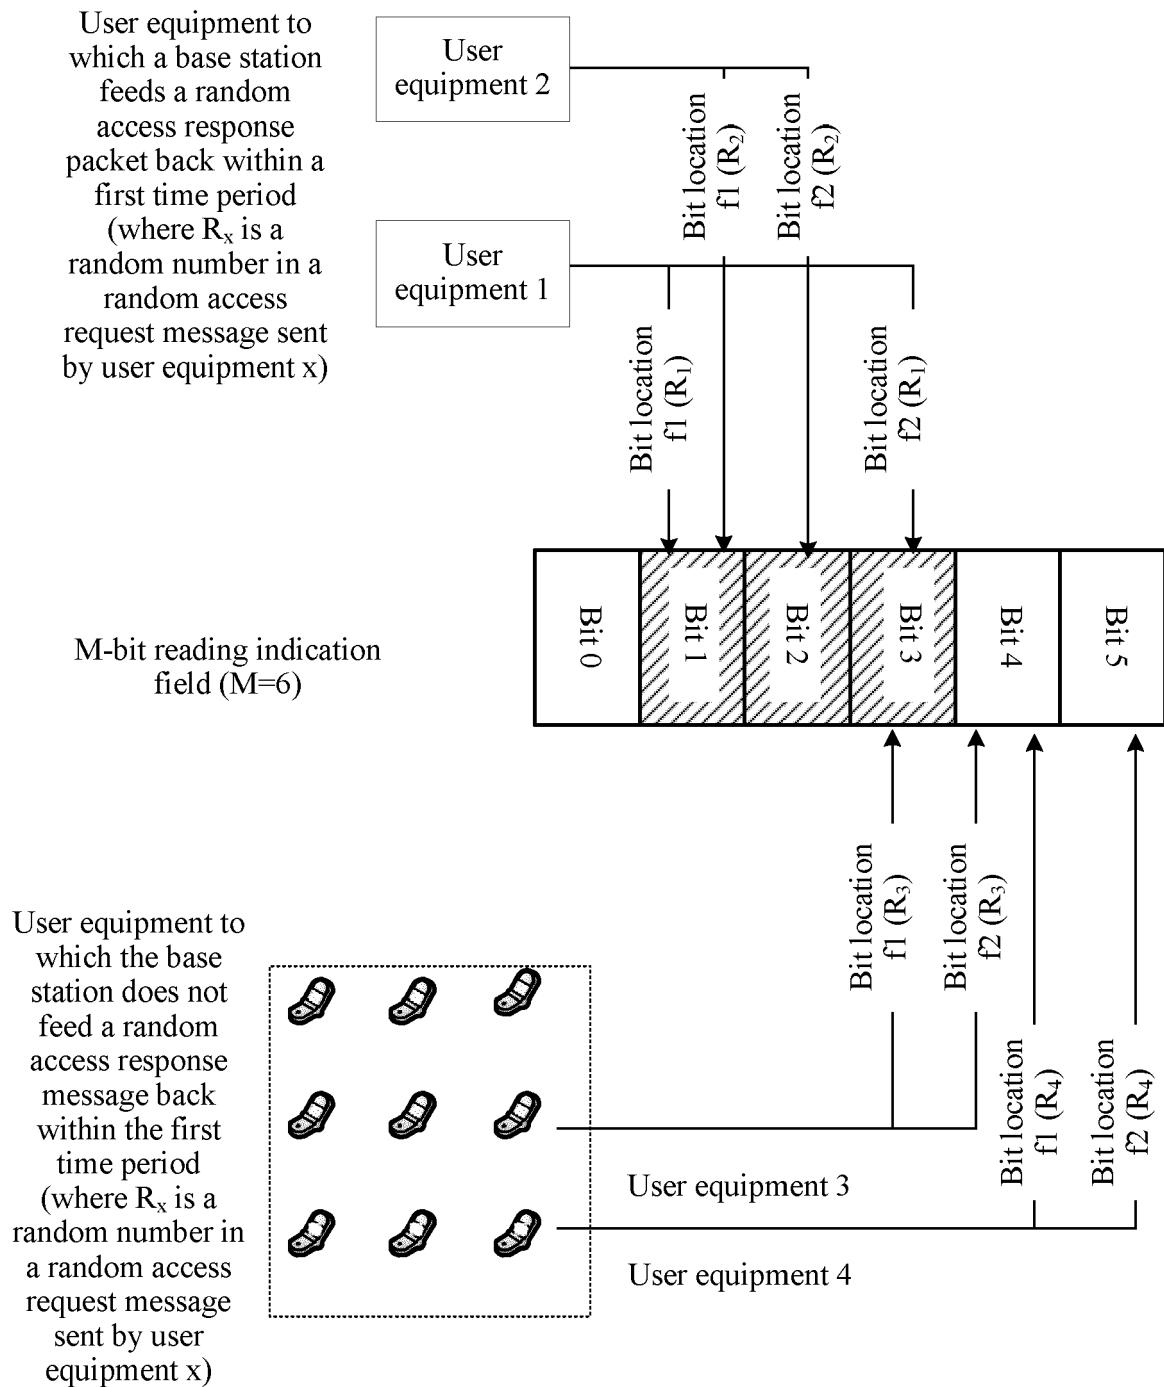 User equipment to
which a base station
feeds a random
access response
packet back within a
first time period
(where Rₓ is a
random number in a
random access
request message sent
by user equipment x)
User
equipment 2
User
equipment 1
Bit location
f1 (R₂)
Bit location
f2 (R₂)
Bit location
f1 (R₁)
Bit location
f2 (R₁)
M-bit reading indication
field (M=6)
Bit 0
Bit 1
Bit 2
Bit 3
Bit 4
Bit 5
Bit location
f1 (R₃)
Bit location
f2 (R₃)
Bit location
f1 (R₄)
Bit location
f2 (R₄)
User equipment to
which the base
station does not
feed a random
access response
message back
within the first
time period
(where Rₓ is a
random number in
a random access
request message
sent by user
equipment x)
User equipment 3
User equipment 4